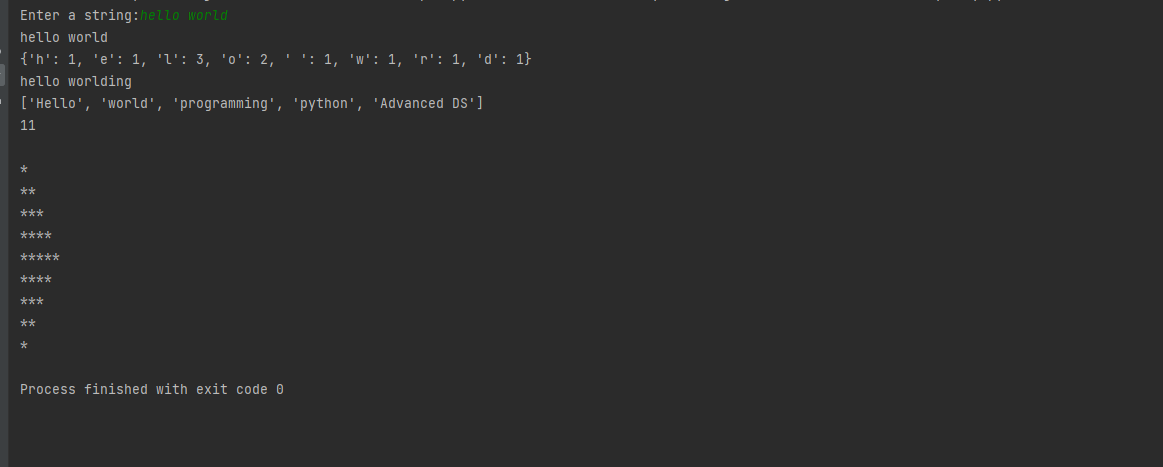 Enter a string:hello world
hello world
{'h': 1, 'e': 1, 'l': 3, 'o': 2, ' ': 1, 'w': 1, 'r': 1, 'd': 1}
hello worlding
['Hello', 'world', 'programming', 'python', 'Advanced DS']
11
*
**
***
****
*****
****
***
**
*
Process finished with exit code 0